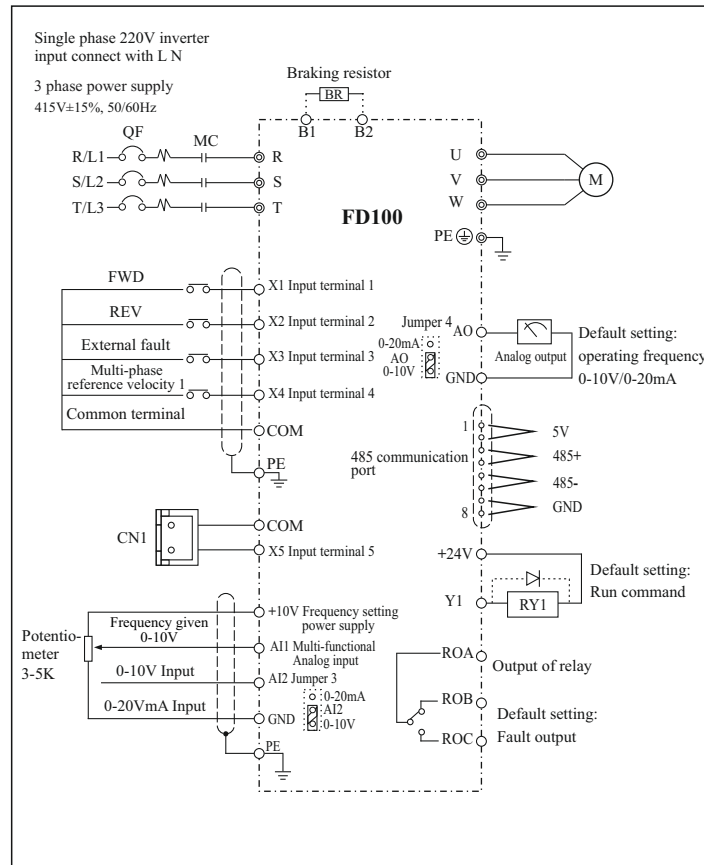 Single phase 220V inverter
input connect with L N
3 phase power supply
415V±15%, 50/60Hz
Braking resistor
BR
B1
B2
QF
MC
R/L1
R
S/L2
S
T/L3
T
FD100
U
V
W
M
PE
FWD
X1 Input terminal 1
REV
X2 Input terminal 2
External fault
X3 Input terminal 3
Multi-phase
reference velocity 1
X4 Input terminal 4
Common terminal
COM
PE
Jumper 4
0-20mA
AO
0-10V
AO
Analog output
GND
Default setting:
operating frequency
0-10V/0-20mA
485 communication
port
1
8
5V
485+
485-
GND
CN1
COM
X5 Input terminal 5
+24V
Y1
RY1
Default setting:
Run command
Potentio-
meter
3-5K
+10V Frequency setting
power supply
Frequency given
0-10V
AI1 Multi-functional
Analog input
0-10V Input
AI2 Jumper 3
0-20mA
AI2
0-10V
0-20VmA Input
GND
PE
ROA
Output of relay
ROB
ROC
Default setting:
Fault output